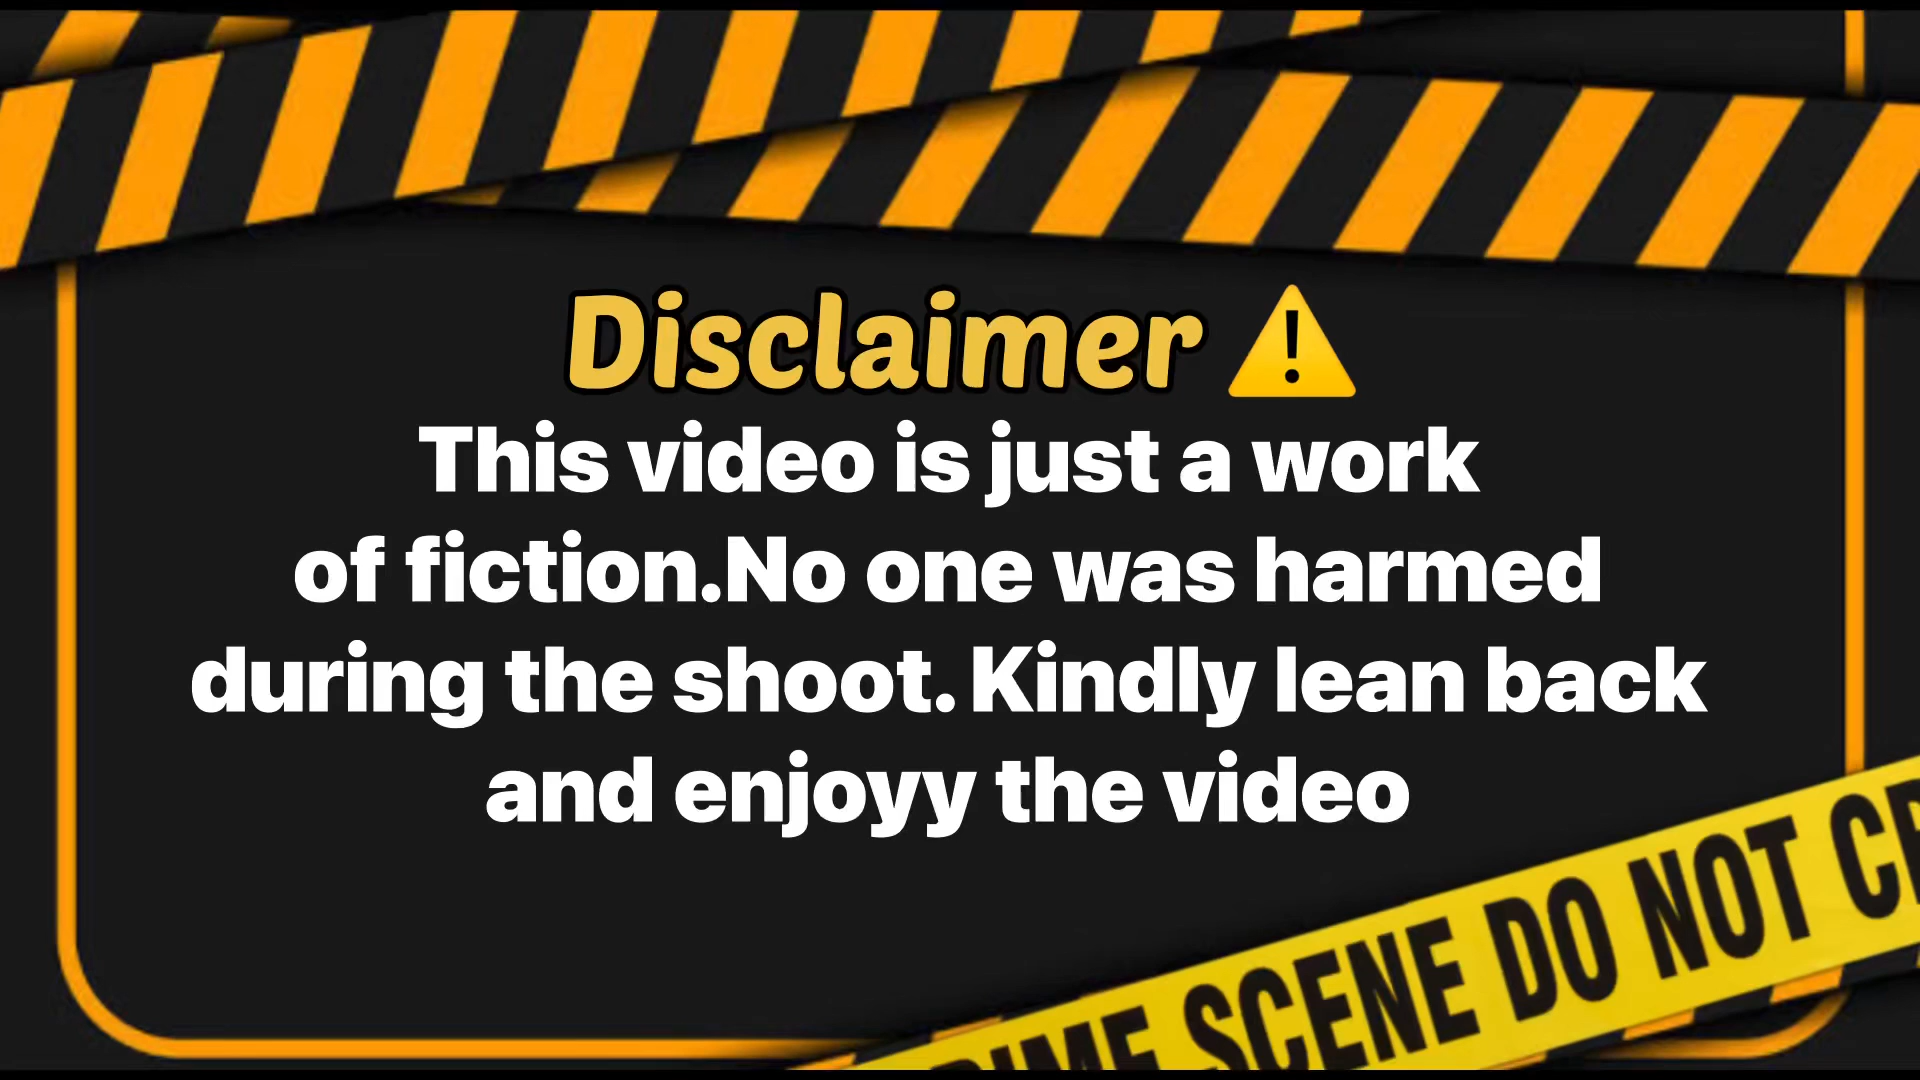 Disclaimer ⚠️
This video is just a work
of fiction.No one was harmed
during the shoot. Kindly lean back
and enjoyy the video
SCENE DO NOT